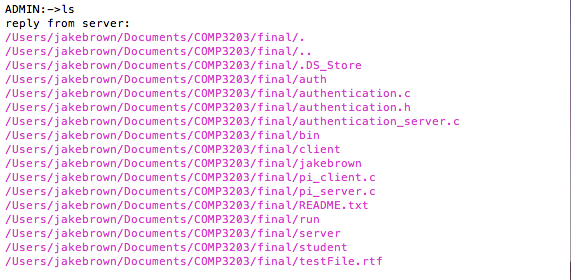 ADMIN:->ls
reply from server:
/Users/jakebrown/Documents/COMP3203/final/.
/Users/jakebrown/Documents/COMP3203/final/..
/Users/jakebrown/Documents/COMP3203/final/.DS_Store
/Users/jakebrown/Documents/COMP3203/final/auth
/Users/jakebrown/Documents/COMP3203/final/authentication.c
/Users/jakebrown/Documents/COMP3203/final/authentication.h
/Users/jakebrown/Documents/COMP3203/final/authentication_server.c
/Users/jakebrown/Documents/COMP3203/final/bin
/Users/jakebrown/Documents/COMP3203/final/client
/Users/jakebrown/Documents/COMP3203/final/jakebrown
/Users/jakebrown/Documents/COMP3203/final/pi_client.c
/Users/jakebrown/Documents/COMP3203/final/pi_server.c
/Users/jakebrown/Documents/COMP3203/final/README.txt
/Users/jakebrown/Documents/COMP3203/final/run
/Users/jakebrown/Documents/COMP3203/final/server
/Users/jakebrown/Documents/COMP3203/final/student
/Users/jakebrown/Documents/COMP3203/final/testFile.rtf